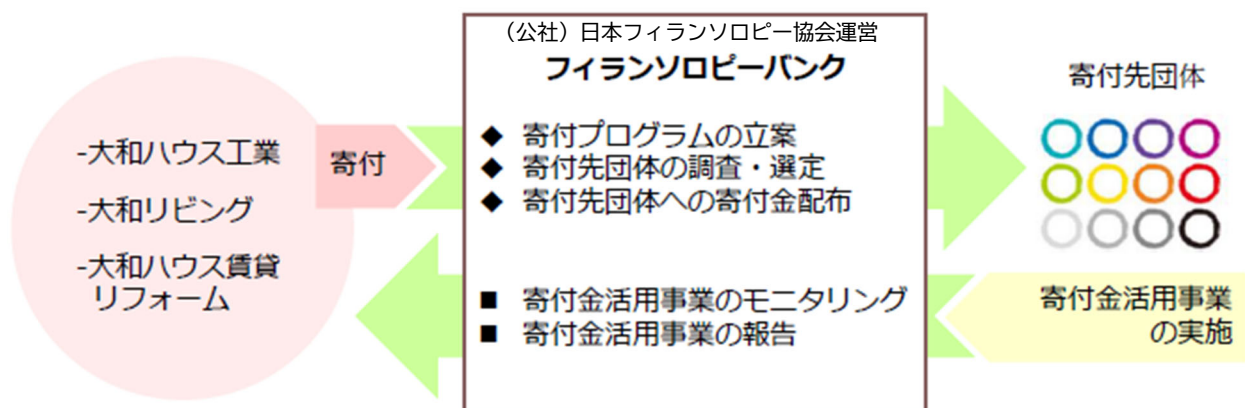 -大和ハウス工業
-大和リビング
-大和ハウス賃貸
リフォーム
寄付
（公社）日本フィランソロピー協会運営
フィランソロピーバンク
◆ 寄付プログラムの立案
◆ 寄付先団体の調査・選定
◆ 寄付先団体への寄付金配布
■ 寄付金活用事業のモニタリング
■ 寄付金活用事業の報告
寄付先団体
寄付金活用事業
の実施